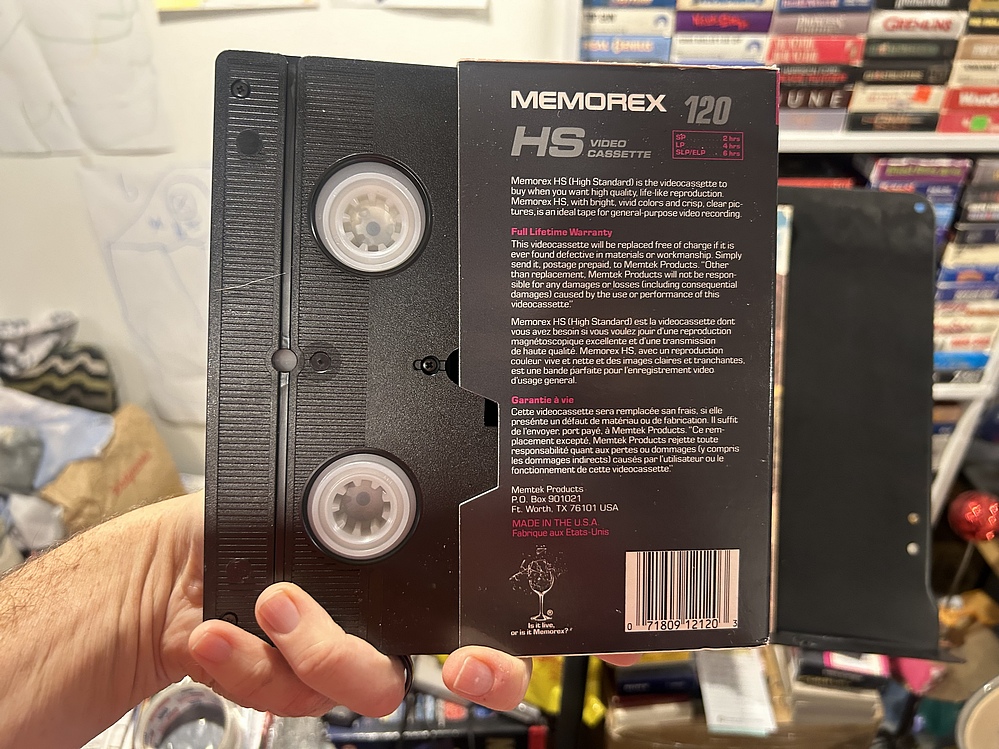 MEMOREX 120
HS VIDEO
CASSETTE
SP 2 hrs
LP 4 hrs
SLP/ELP 6 hrs
Memorex HS (High Standard) is the videocassette to
buy when you want high quality, life-like reproduction.
Memorex HS, with bright, vivid colors and crisp, clear pic-
tures, is an ideal tape for general-purpose video recording.
Full Lifetime Warranty
This videocassette will be replaced free of charge if it is
ever found defective in materials or workmanship. Simply
send it, postage prepaid, to Memtek Products. "Other
than replacement, Memtek Products will not be respon-
sible for any damages or losses (including consequential
damages) caused by the use or performance of this
videocassette."
Memorex HS (High Standard) est la videocassette dont
vous avez besoin si vous voulez jouir d'une reproduction
magnétoscopique excellente et d'une transmission
de haute qualité. Memorex HS, avec un reproduction
couleur vive et nette et des images claires et tranchantes,
est une bande parfaite pour l'enregistrement video
d'usage general.
Garantie à vie
Cette videocassette sera remplacée san frais, si elle
presénte un défaut de matériau ou de fabrication. Il suffit
de l'envoyer, port payé, à Memtek Products. "Ce rem-
placement excepté, Memtek Products rejette toute
responsabilité quant aux pertes ou dommages (y compris
les dommages indirects) causés par l'utilisateur ou le
fonctionnement de cette videocassette."
Memtek Products
P.O. Box 901021
Ft. Worth, TX 76101 USA
MADE IN THE U.S.A.
Fabrique aux Etats-Unis
®
Is it live,
or is it Memorex?®
0 71809 12120 3
GREMLINS